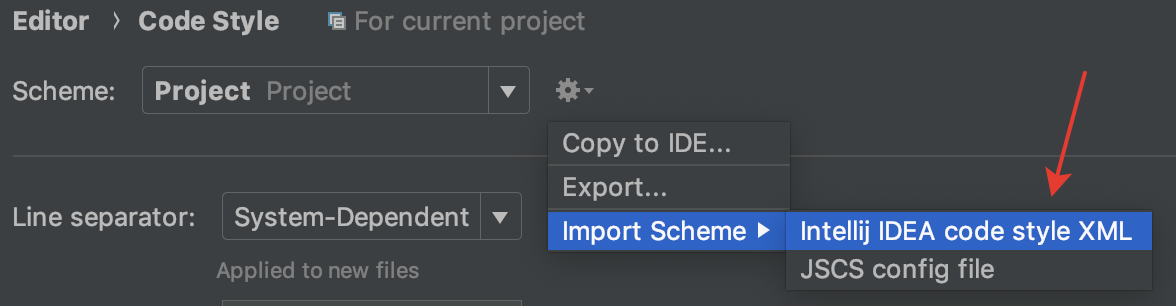 Editor › Code Style For current project
Scheme: Project Project
Copy to IDE...
Export...
Line separator: System-Dependent
Import Scheme
Intellij IDEA code style XML
Applied to new files
JSCS config file